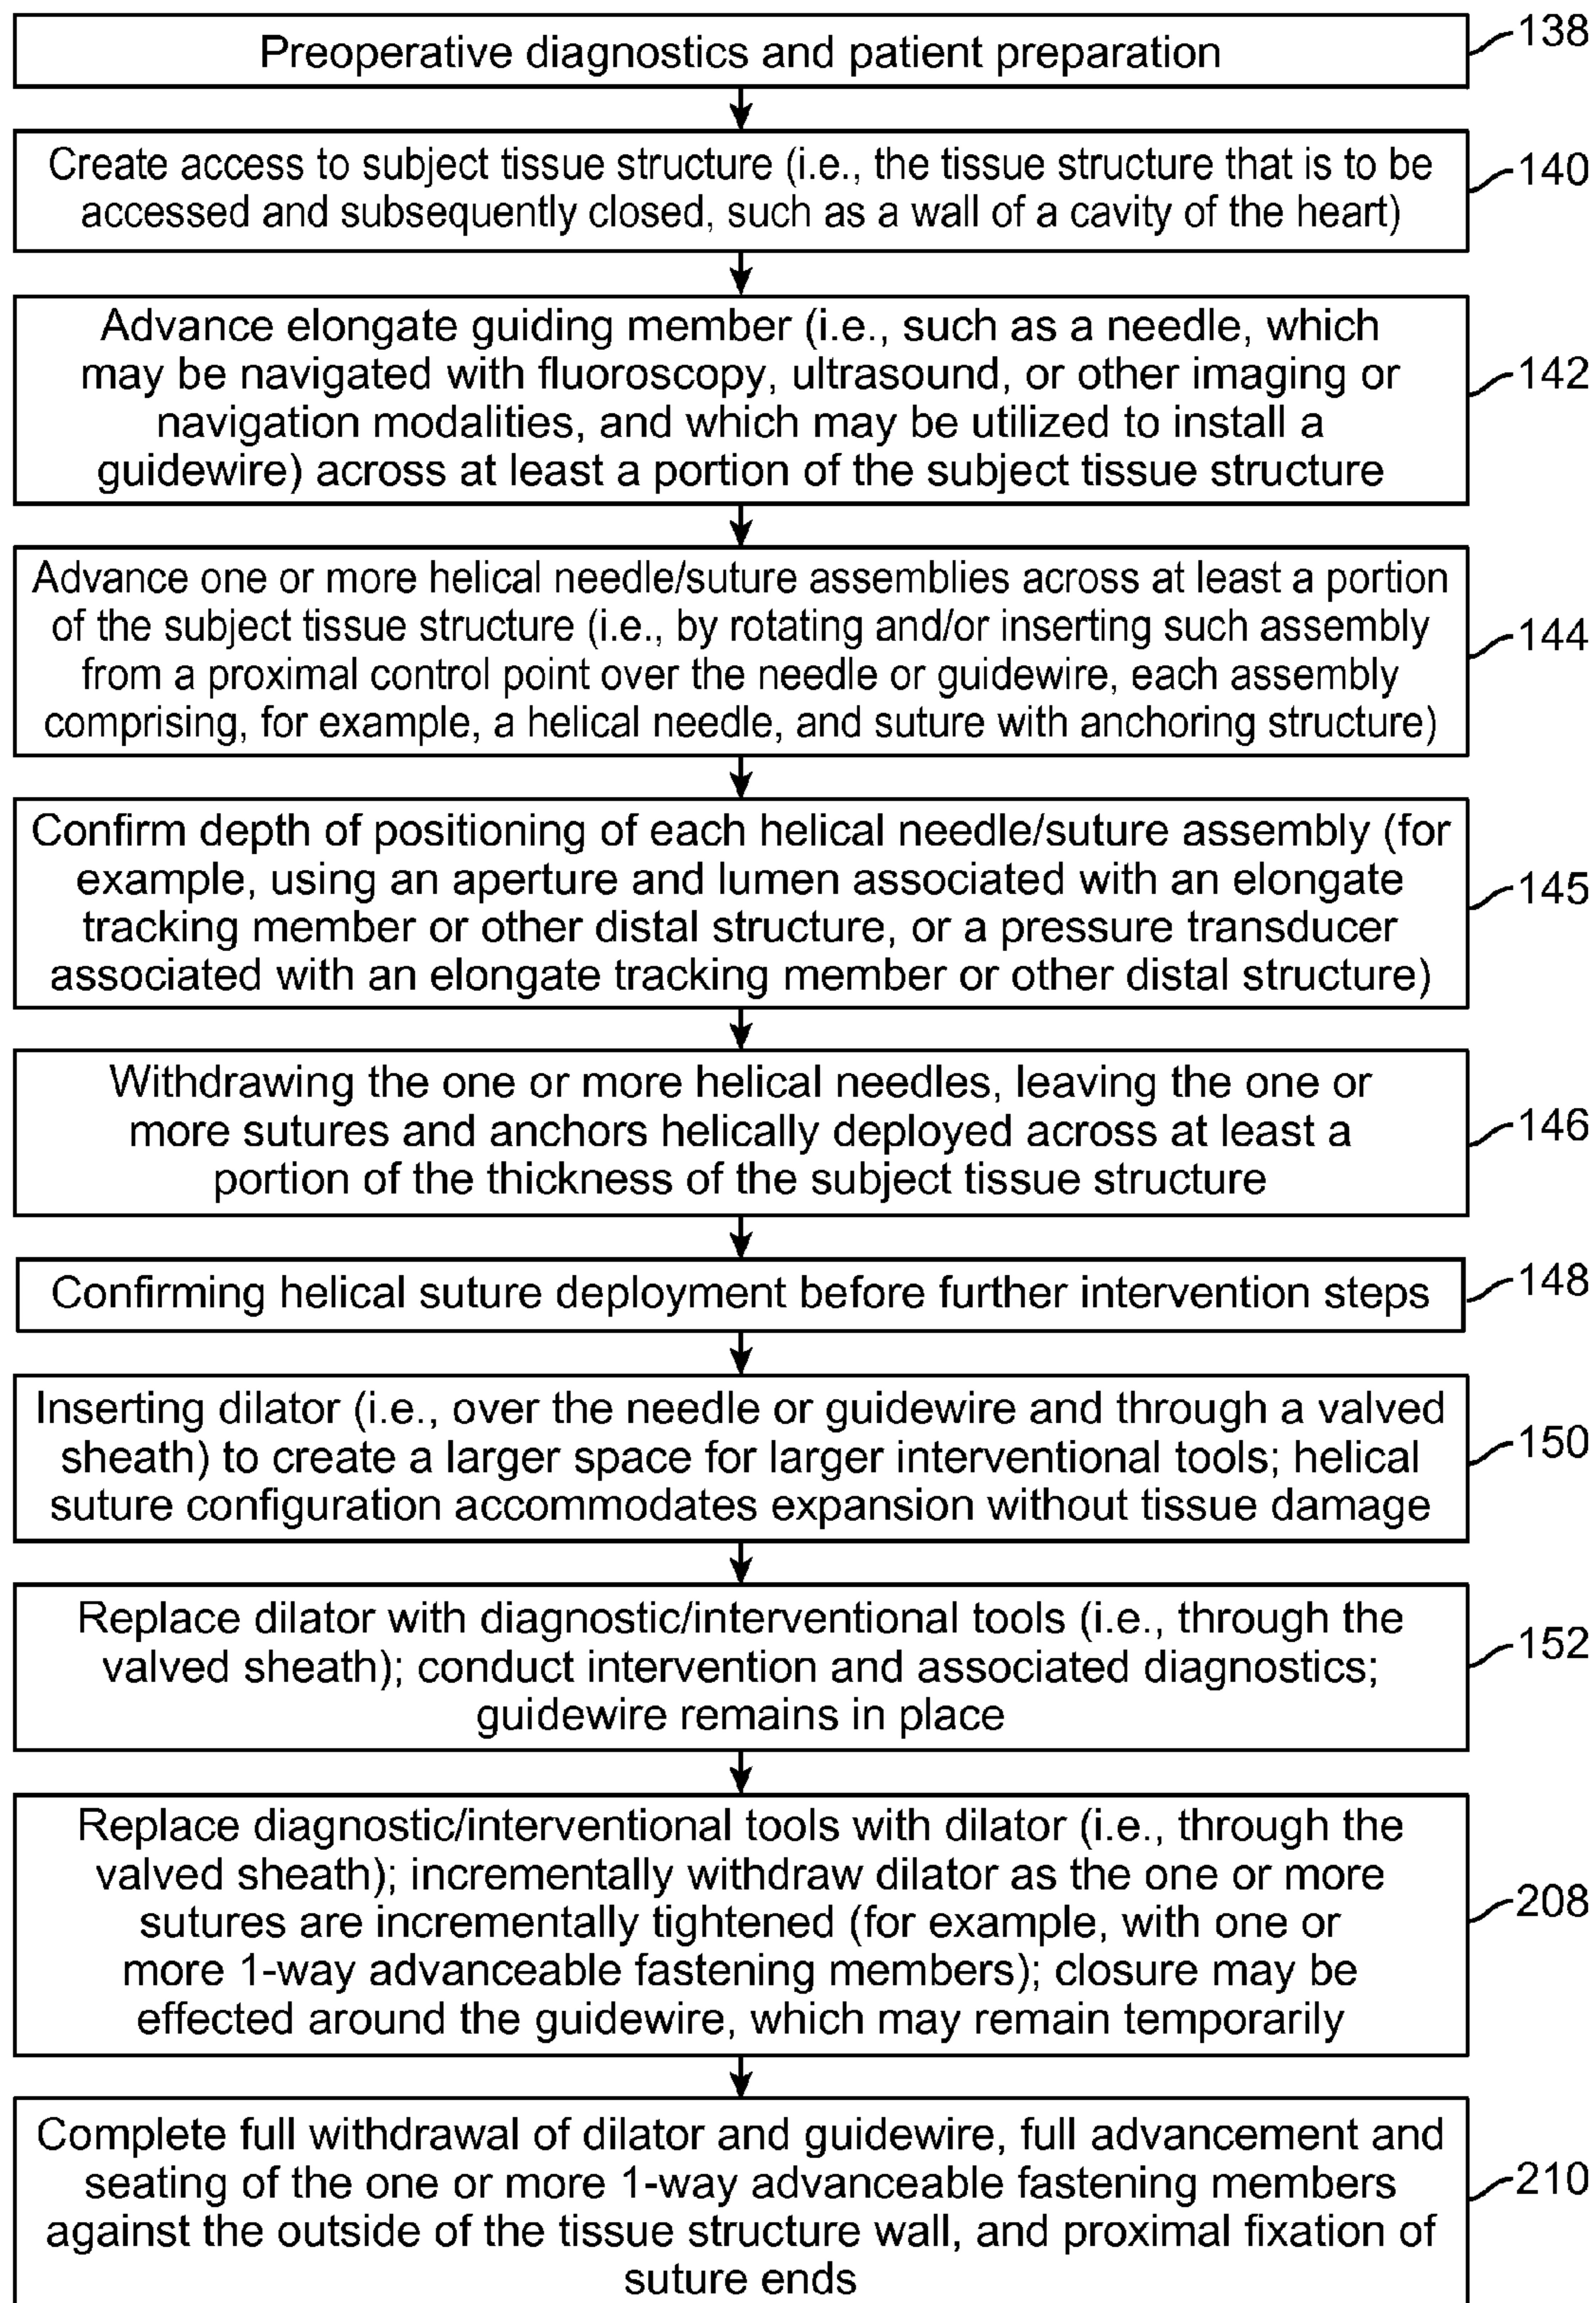 Preoperative diagnostics and patient preparation
138
Create access to subject tissue structure (i.e., the tissue structure that is to be
accessed and subsequently closed, such as a wall of a cavity of the heart)
140
Advance elongate guiding member (i.e., such as a needle, which
may be navigated with fluoroscopy, ultrasound, or other imaging or
navigation modalities, and which may be utilized to install a
guidewire) across at least a portion of the subject tissue structure
142
Advance one or more helical needle/suture assemblies across at least a portion
of the subject tissue structure (i.e., by rotating and/or inserting such assembly
from a proximal control point over the needle or guidewire, each assembly
comprising, for example, a helical needle, and suture with anchoring structure)
144
Confirm depth of positioning of each helical needle/suture assembly (for
example, using an aperture and lumen associated with an elongate
tracking member or other distal structure, or a pressure transducer
associated with an elongate tracking member or other distal structure)
145
Withdrawing the one or more helical needles, leaving the one or
more sutures and anchors helically deployed across at least a
portion of the thickness of the subject tissue structure
146
Confirming helical suture deployment before further intervention steps
148
Inserting dilator (i.e., over the needle or guidewire and through a valved
sheath) to create a larger space for larger interventional tools; helical
suture configuration accommodates expansion without tissue damage
150
Replace dilator with diagnostic/interventional tools (i.e., through the
valved sheath); conduct intervention and associated diagnostics;
guidewire remains in place
152
Replace diagnostic/interventional tools with dilator (i.e., through the
valved sheath); incrementally withdraw dilator as the one or more
sutures are incrementally tightened (for example, with one or
more 1-way advanceable fastening members); closure may be
effected around the guidewire, which may remain temporarily
208
Complete full withdrawal of dilator and guidewire, full advancement and
seating of the one or more 1-way advanceable fastening members
against the outside of the tissue structure wall, and proximal fixation of
suture ends
210